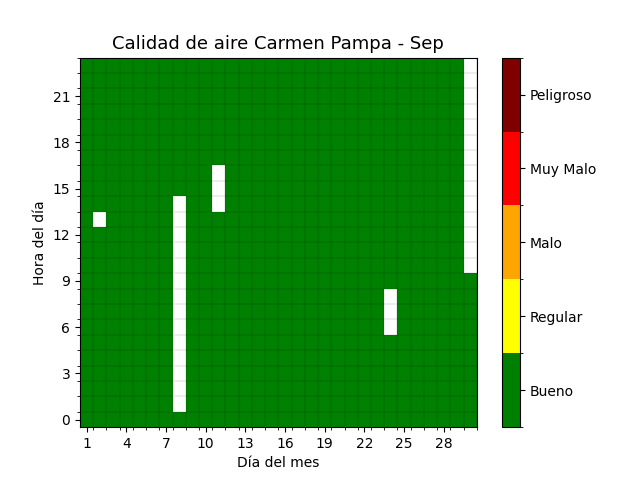 Calidad de aire Carmen Pampa - Sep
Hora del día
21
18
15
12
9
6
3
0
1 4 7 10 13 16 19 22 25 28
Día del mes
Peligroso
Muy Malo
Malo
Regular
Bueno